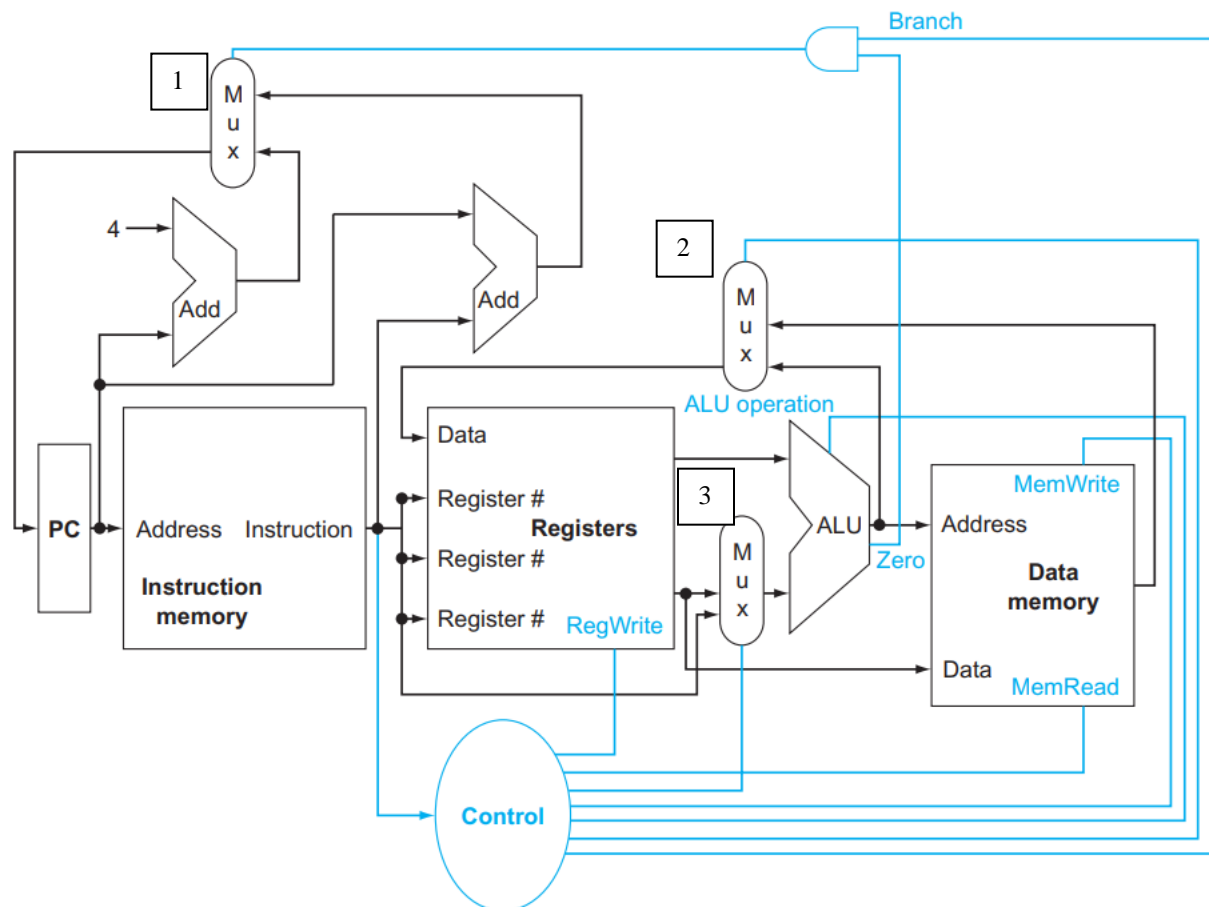 Branch
1
M
u
x
4
Add
Add
2
M
u
x
ALU operation
Data
3
MemWrite
Register #
PC
Address
Instruction
Registers
ALU
Address
M
u
x
Zero
Instruction
memory
Register #
Data
memory
Register #
RegWrite
Data
MemRead
Control